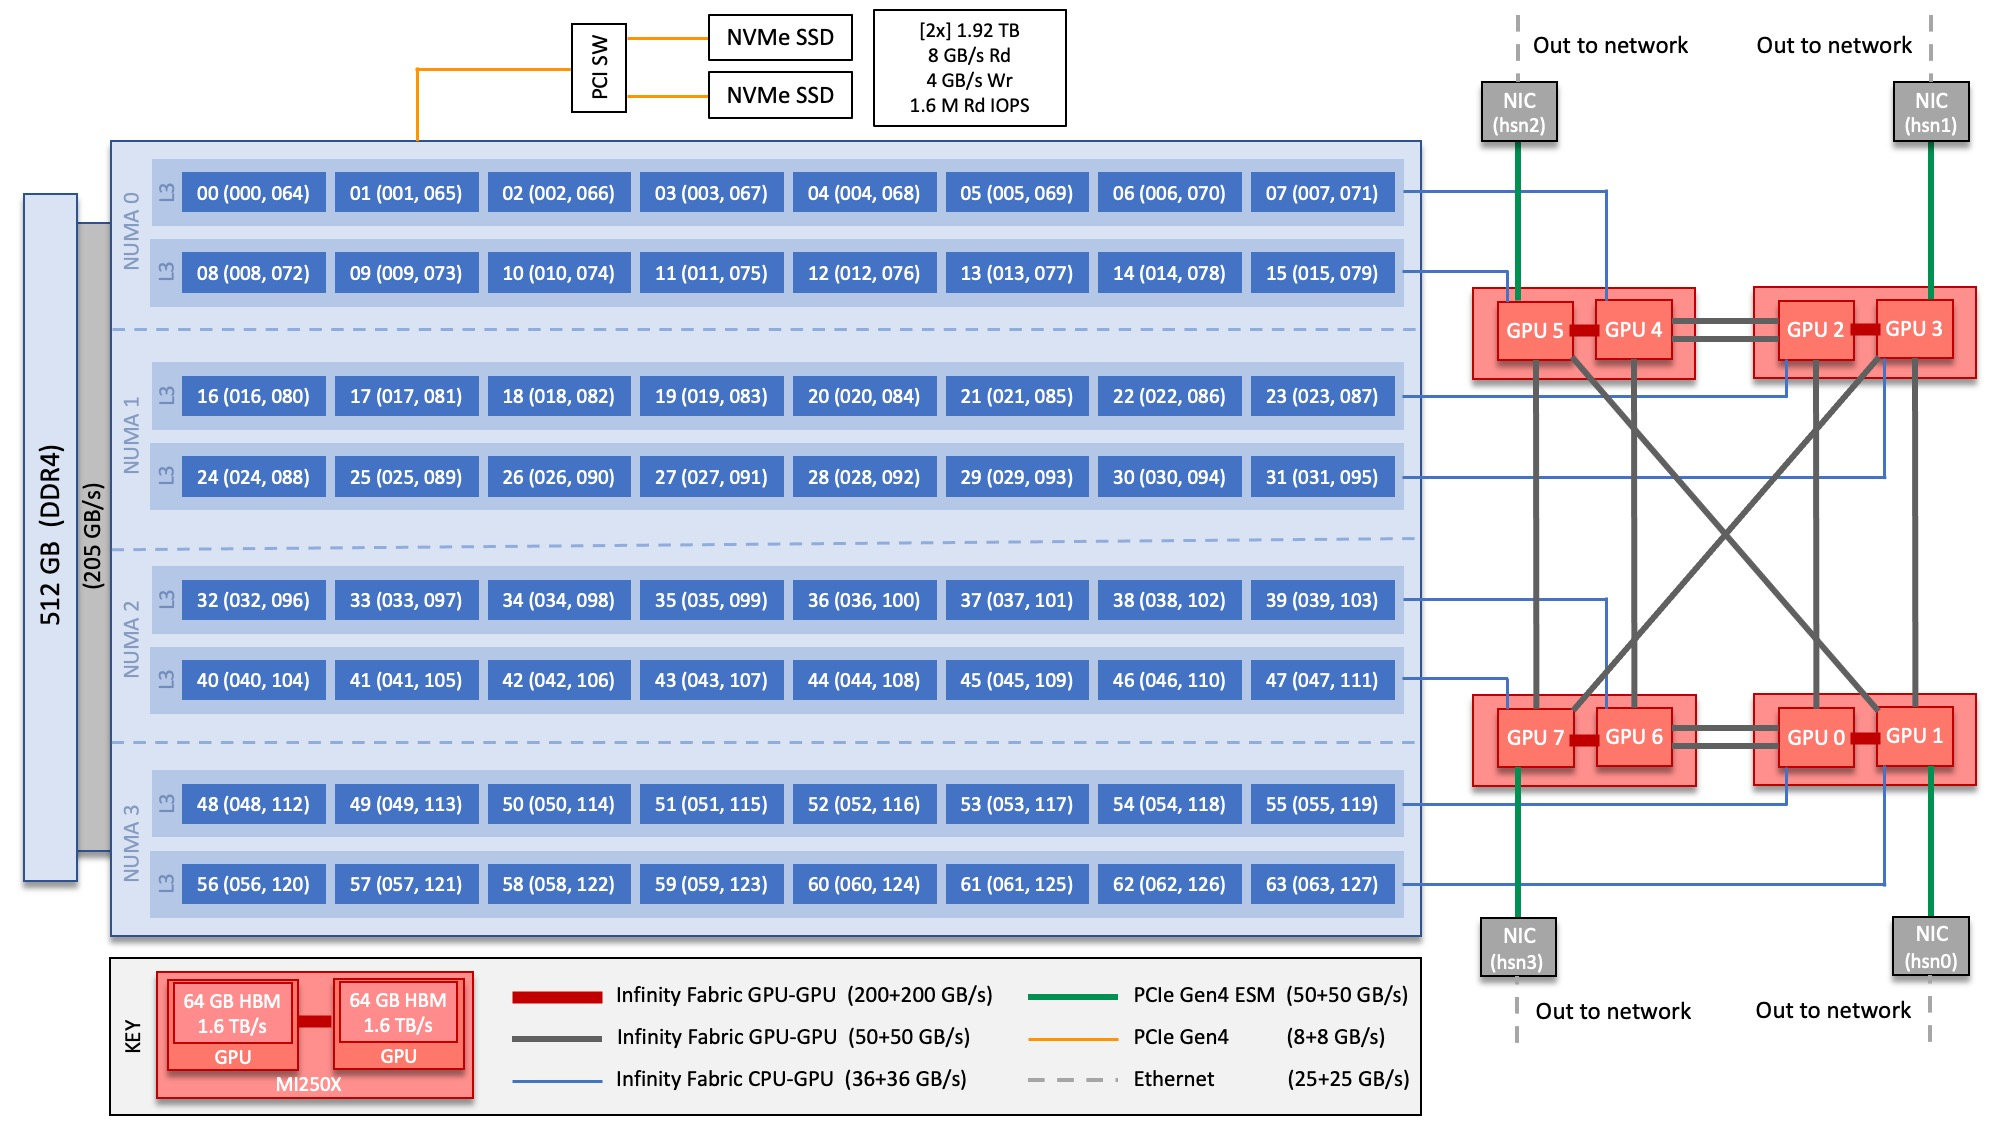 PCI SW
NVMe SSD
NVMe SSD
[2x] 1.92 TB
8 GB/s Rd
4 GB/s Wr
1.6 M Rd IOPS
Out to network
Out to network
NIC
(hsn2)
NIC
(hsn1)
512 GB (DDR4)
(205 GB/s)
NUMA 0
L3
00 (000, 064) 01 (001, 065) 02 (002, 066) 03 (003, 067) 04 (004, 068) 05 (005, 069) 06 (006, 070) 07 (007, 071)
L3
08 (008, 072) 09 (009, 073) 10 (010, 074) 11 (011, 075) 12 (012, 076) 13 (013, 077) 14 (014, 078) 15 (015, 079)
NUMA 1
L3
16 (016, 080) 17 (017, 081) 18 (018, 082) 19 (019, 083) 20 (020, 084) 21 (021, 085) 22 (022, 086) 23 (023, 087)
L3
24 (024, 088) 25 (025, 089) 26 (026, 090) 27 (027, 091) 28 (028, 092) 29 (029, 093) 30 (030, 094) 31 (031, 095)
NUMA 2
L3
32 (032, 096) 33 (033, 097) 34 (034, 098) 35 (035, 099) 36 (036, 100) 37 (037, 101) 38 (038, 102) 39 (039, 103)
L3
40 (040, 104) 41 (041, 105) 42 (042, 106) 43 (043, 107) 44 (044, 108) 45 (045, 109) 46 (046, 110) 47 (047, 111)
NUMA 3
L3
48 (048, 112) 49 (049, 113) 50 (050, 114) 51 (051, 115) 52 (052, 116) 53 (053, 117) 54 (054, 118) 55 (055, 119)
L3
56 (056, 120) 57 (057, 121) 58 (058, 122) 59 (059, 123) 60 (060, 124) 61 (061, 125) 62 (062, 126) 63 (063, 127)
GPU 5 GPU 4 GPU 2 GPU 3
GPU 7 GPU 6 GPU 0 GPU 1
NIC
(hsn3)
NIC
(hsn0)
Out to network
Out to network
KEY
64 GB HBM
1.6 TB/s
GPU
64 GB HBM
1.6 TB/s
GPU
MI250X
Infinity Fabric GPU-GPU (200+200 GB/s)
Infinity Fabric GPU-GPU (50+50 GB/s)
Infinity Fabric CPU-GPU (36+36 GB/s)
PCIe Gen4 ESM (50+50 GB/s)
PCIe Gen4 (8+8 GB/s)
Ethernet (25+25 GB/s)